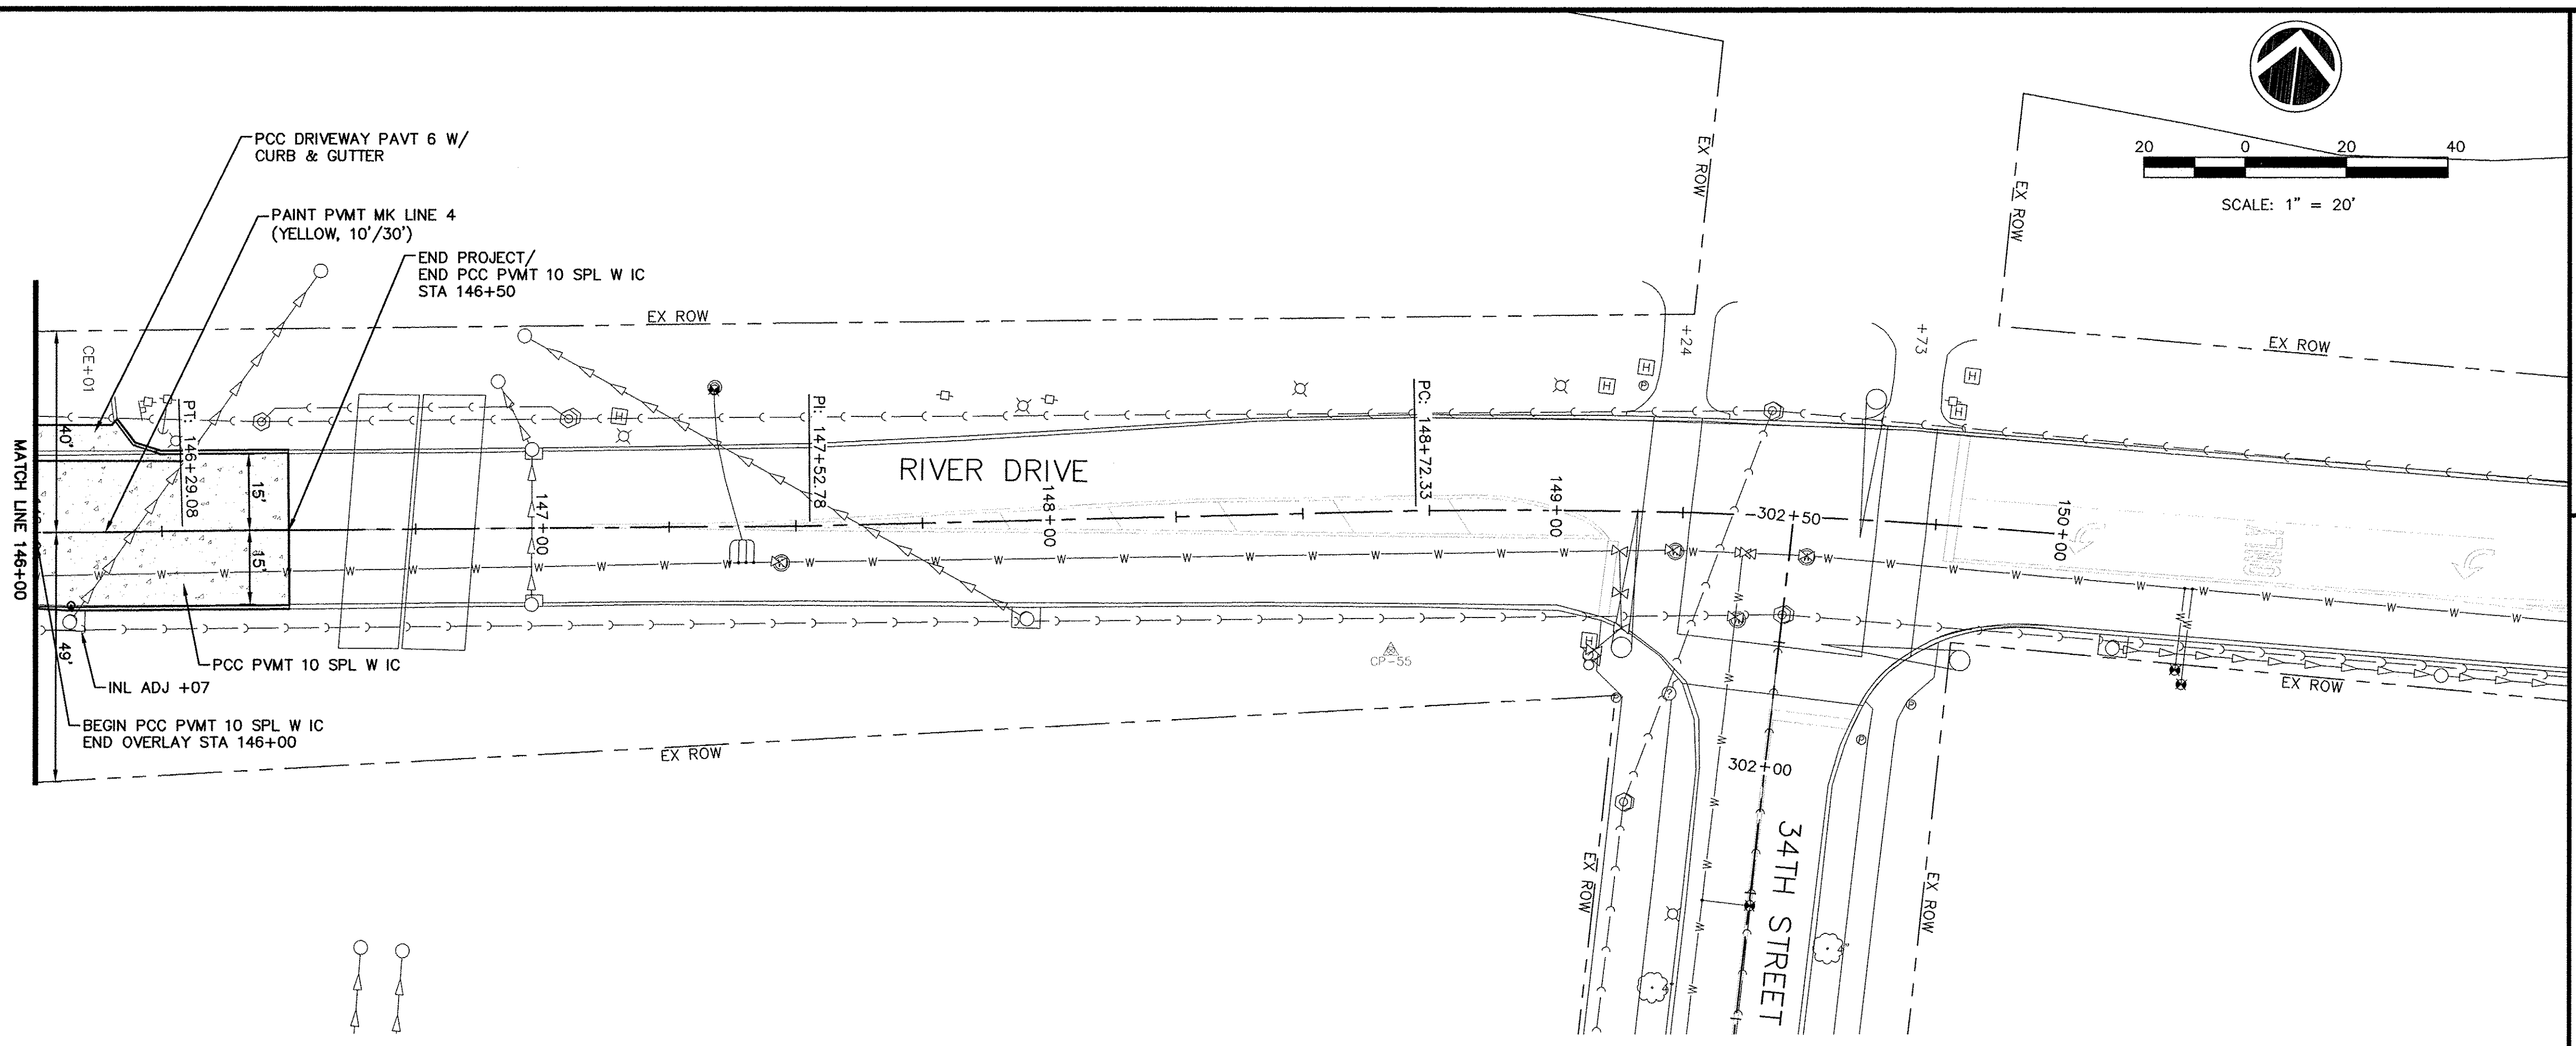 PCC DRIVEWAY PAVT 6 W/
CURB & GUTTER
PAINT PVMT MK LINE 4
(YELLOW, 10'/30')
END PROJECT/
END PCC PVMT 10 SPL W IC
STA 146+50
20 0 20 40
SCALE: 1" = 20'
EX ROW
EX ROW
EX ROW
EX ROW
CE+01
+24
+73
MATCH LINE 146+00
40'
49'
PT: 146+29.08
15'
15'
147+00
PI: 147+52.78
RIVER DRIVE
148+00
PC: 148+72.33
149+00
302+50
150+00
ONLY
PCC PVMT 10 SPL W IC
INL ADJ +07
BEGIN PCC PVMT 10 SPL W IC
END OVERLAY STA 146+00
CP-55
EX ROW
EX ROW
302+00
34TH STREET
EX ROW
EX ROW